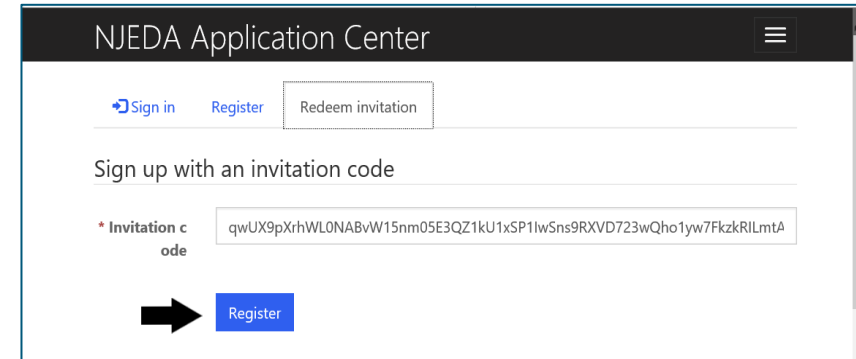 NJEDA Application Center
Sign in Register Redeem invitation
Sign up with an invitation code
* Invitation c
ode
qwUX9pXrhWL0NABvW15nm05E3QZ1kU1xSP1IwSns9RXVD723wQho1yw7FkzkRILmtA
Register